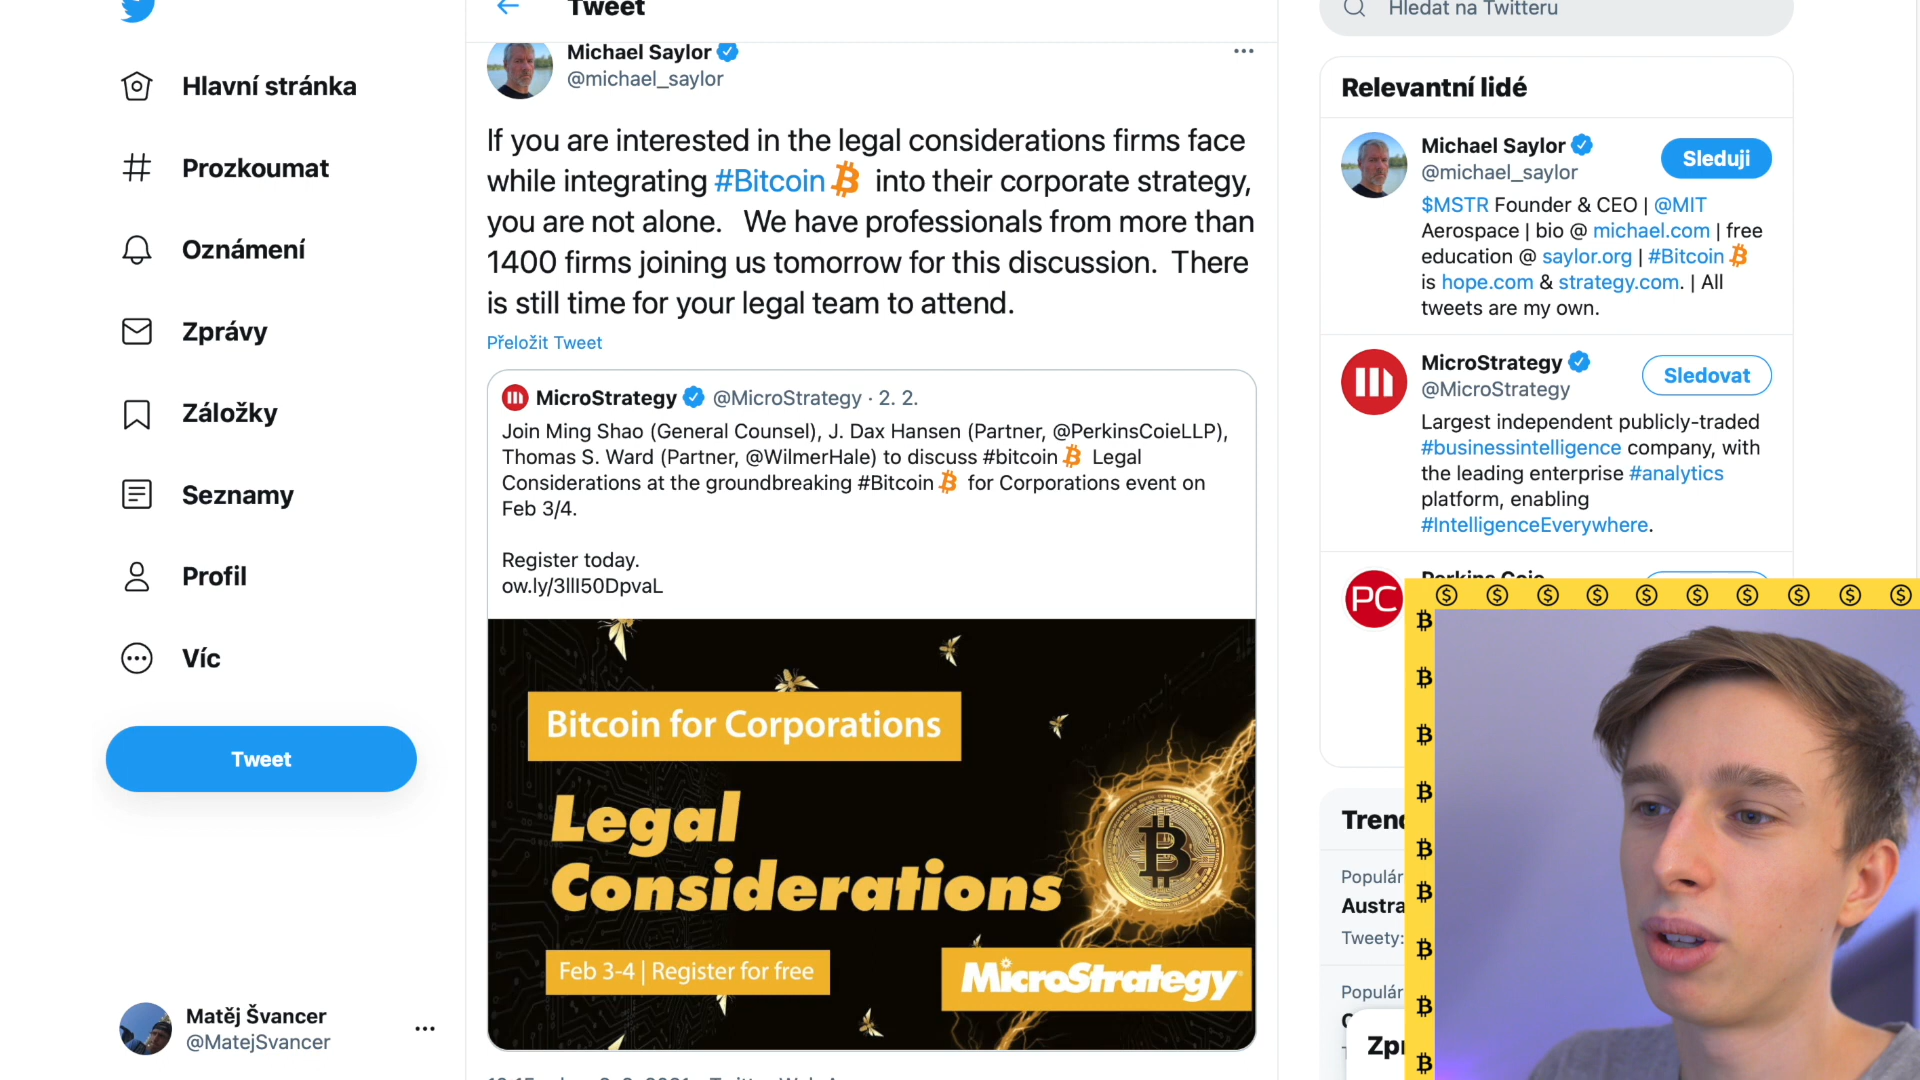 Tweet
Hledat na Twitteru
Hlavní stránka
Prozkoumat
Oznámení
Zprávy
Záložky
Seznamy
Profil
Víc
Tweet
Matěj Švancer
@MatejSvancer
Michael Saylor
@michael_saylor
If you are interested in the legal considerations firms face
while integrating #Bitcoin into their corporate strategy,
you are not alone. We have professionals from more than
1400 firms joining us tomorrow for this discussion. There
is still time for your legal team to attend.
Přeložit Tweet
MicroStrategy @MicroStrategy · 2. 2.
Join Ming Shao (General Counsel), J. Dax Hansen (Partner, @PerkinsCoieLLP),
Thomas S. Ward (Partner, @WilmerHale) to discuss #bitcoin Legal
Considerations at the groundbreaking #Bitcoin for Corporations event on
Feb 3/4.
Register today.
ow.ly/3llI50DpvaL
Bitcoin for Corporations
Legal
Considerations
Feb 3-4 | Register for free
MicroStrategy
Relevantní lidé
Michael Saylor
@michael_saylor
Sleduji
$MSTR Founder & CEO | @MIT
Aerospace | bio @ michael.com | free
education @ saylor.org | #Bitcoin
is hope.com & strategy.com. | All
tweets are my own.
MicroStrategy
@MicroStrategy
Sledovat
Largest independent publicly-traded
#businessintelligence company, with
the leading enterprise #analytics
platform, enabling
#IntelligenceEverywhere.
PC
Perkins Coie
Trend
Populár
Austra
Tweety:
Populár
Zpr